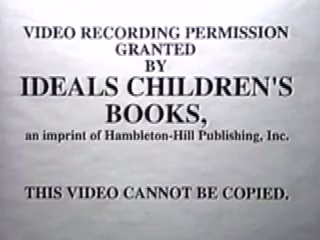 VIDEO RECORDING PERMISSION
GRANTED
BY
IDEALS CHILDREN'S
BOOKS,
an imprint of Hambleton-Hill Publishing, Inc.
THIS VIDEO CANNOT BE COPIED.